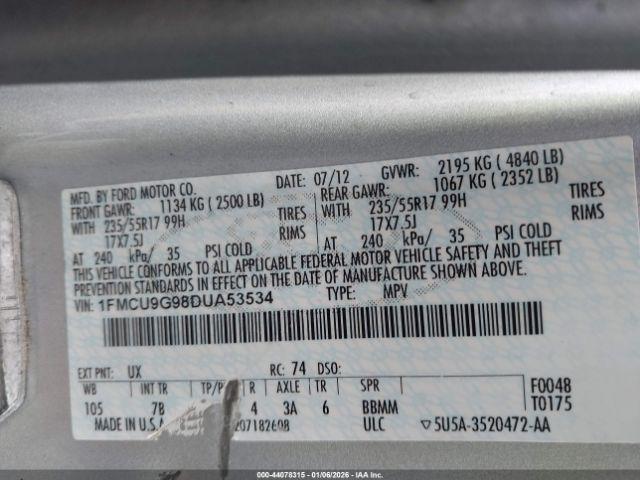 MFD. BY FORD MOTOR CO. DATE: 07/12 GVWR: 2195 KG ( 4840 LB)
FRONT GAWR: 1134 KG ( 2500 LB) REAR GAWR: 1067 KG ( 2352 LB)
WITH 235/55R17 99H TIRES WITH 235/55R17 99H TIRES
17X7.5J RIMS 17X7.5J RIMS
AT 240 kPa/ 35 PSI COLD AT 240 kPa/ 35 PSI COLD
THIS VEHICLE CONFORMS TO ALL APPLICABLE FEDERAL MOTOR VEHICLE SAFETY AND THEFT
PREVENTION STANDARDS IN EFFECT ON THE DATE OF MANUFACTURE SHOWN ABOVE.
VIN: 1FMCU9G98DUA53534 TYPE: MPV
EXT PNT: UX RC: 74 DSO:
WB INT TR TP/P R AXLE TR SPR F0048
105 7B 4 3A 6 BBMM T0175
MADE IN U.S.A. ULC 5U5A-3520472-AA
000-44078315 - 01/06/2026 - IAAI.COM